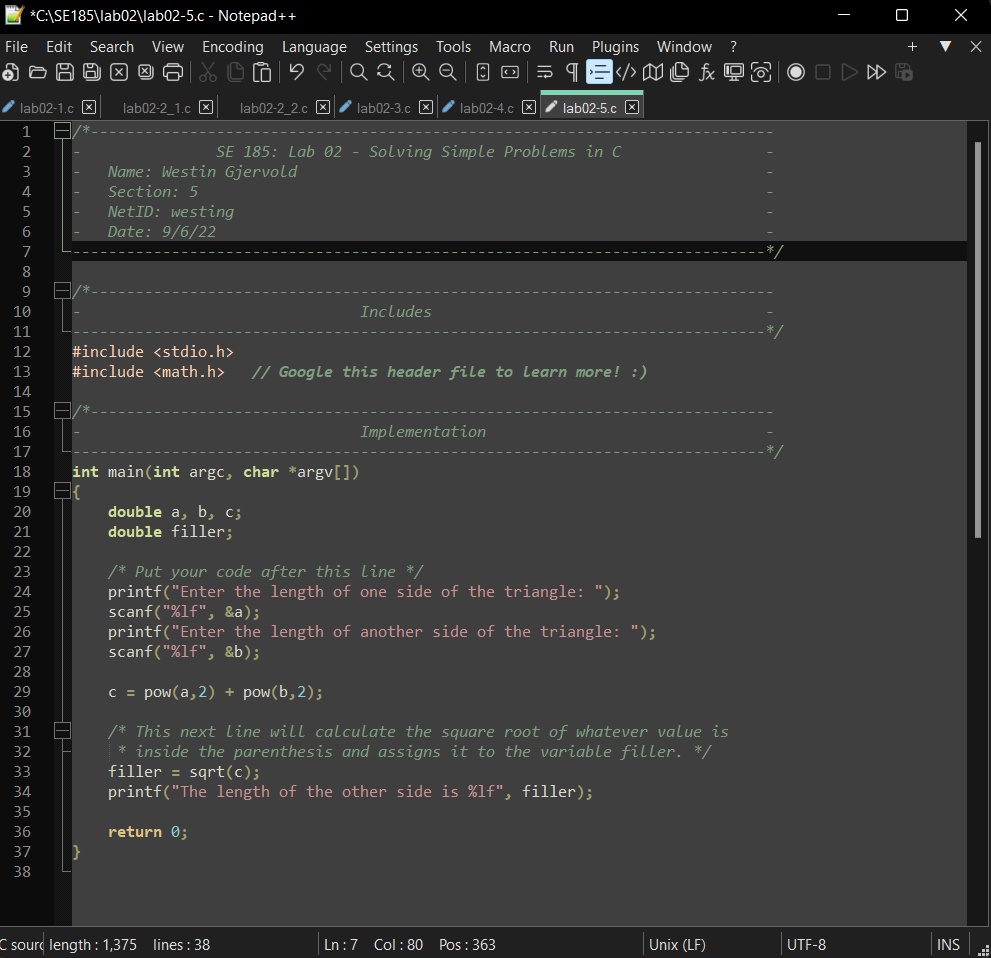 *C:\SE185\lab02\lab02-5.c - Notepad++
File Edit Search View Encoding Language Settings Tools Macro Run Plugins Window ?
lab02-1.c lab02-2_1.c lab02-2_2.c lab02-3.c lab02-4.c lab02-5.c
1 /*----------------------------------------------------------------------------
2 - SE 185: Lab 02 - Solving Simple Problems in C -
3 - Name: Westin Gjervold -
4 - Section: 5 -
5 - NetID: westing -
6 - Date: 9/6/22 -
7 -----------------------------------------------------------------------------*/
8
9 /*----------------------------------------------------------------------------
10 - Includes -
11 -----------------------------------------------------------------------------*/
12 #include <stdio.h>
13 #include <math.h> // Google this header file to learn more! :)
14
15 /*----------------------------------------------------------------------------
16 - Implementation -
17 -----------------------------------------------------------------------------*/
18 int main(int argc, char *argv[])
19 {
20 double a, b, c;
21 double filler;
22
23 /* Put your code after this line */
24 printf("Enter the length of one side of the triangle: ");
25 scanf("%lf", &a);
26 printf("Enter the length of another side of the triangle: ");
27 scanf("%lf", &b);
28
29 c = pow(a,2) + pow(b,2);
30
31 /* This next line will calculate the square root of whatever value is
32 * inside the parenthesis and assigns it to the variable filler. */
33 filler = sqrt(c);
34 printf("The length of the other side is %lf", filler);
35
36 return 0;
37 }
38
C sourc length : 1,375 lines : 38 Ln : 7 Col : 80 Pos : 363 Unix (LF) UTF-8 INS